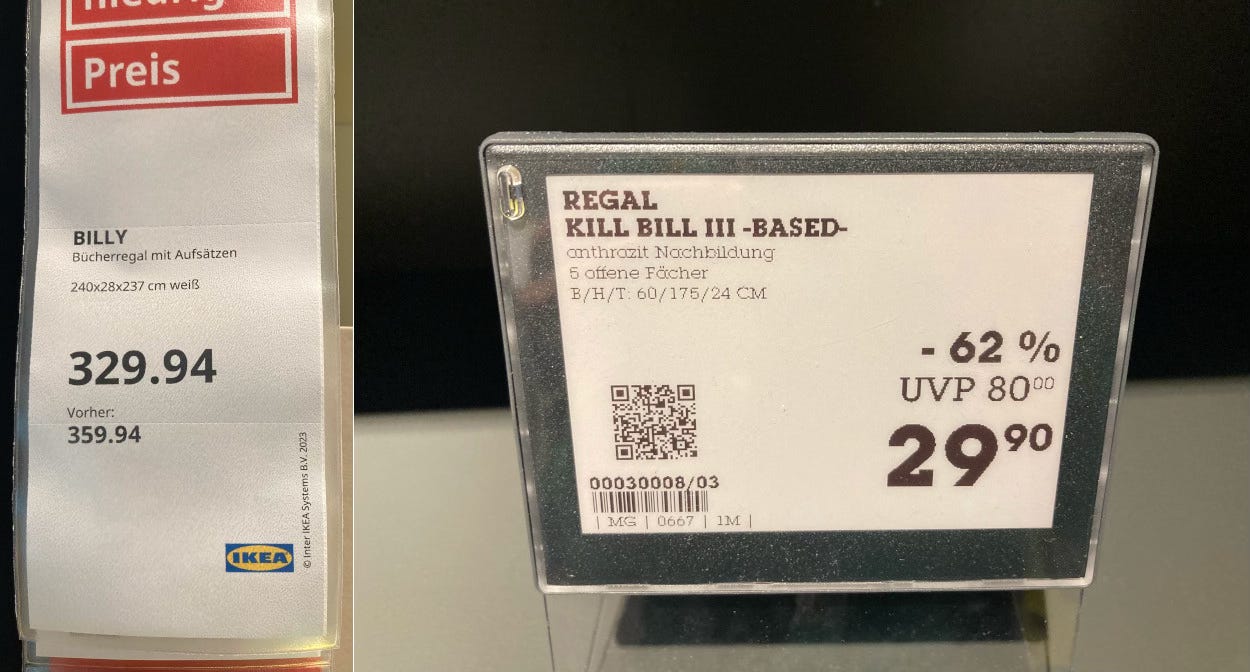 Preis
BILLY
Bücherregal mit Aufsätzen
240x28x237 cm weiß
329.94
Vorher:
359.94
© Inter IKEA Systems B.V. 2023
IKEA
REGAL
KILL BILL III -BASED-
anthrazit Nachbildung
5 offene Fächer
B/H/T: 60/175/24 CM
- 62 %
UVP 80⁰⁰
29⁹⁰
00030008/03
| MG | 0667 | 1M |